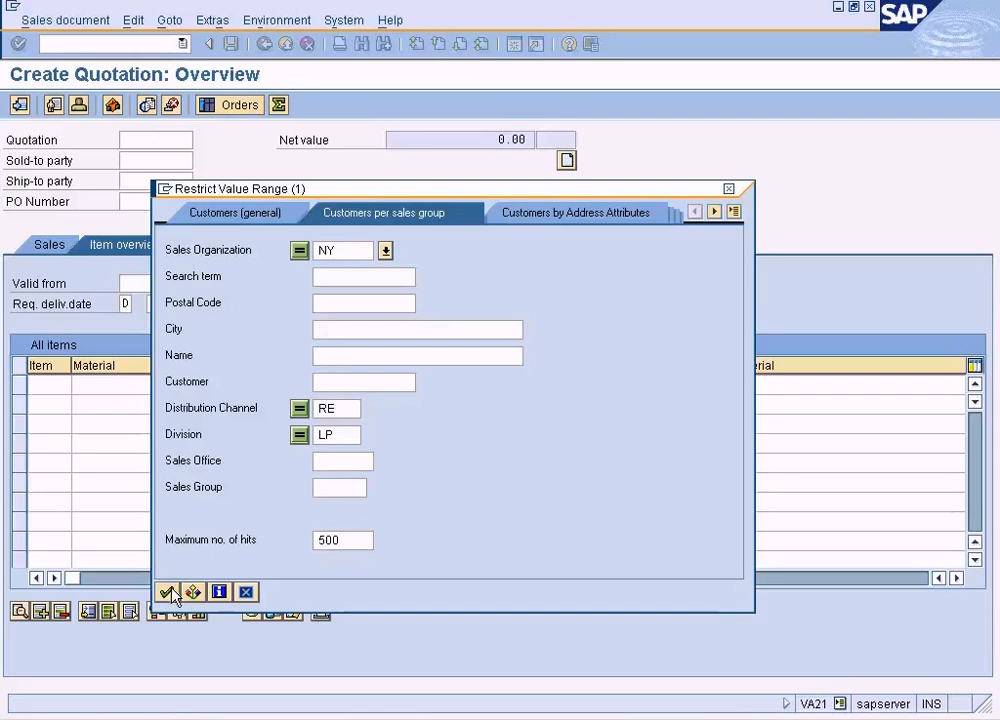 Sales document Edit Goto Extras Environment System Help
SAP
Create Quotation: Overview
Orders
Quotation
Net value 0.00
Sold-to party
Ship-to party
PO Number
Restrict Value Range (1)
Customers (general) Customers per sales group Customers by Address Attributes
Sales Item overvie
Sales Organization NY
Search term
Valid from
Postal Code
Req. deliv.date D
City
All items
Name
Item Material erial
Customer
Distribution Channel RE
Division LP
Sales Office
Sales Group
Maximum no. of hits 500
VA21 sapserver INS